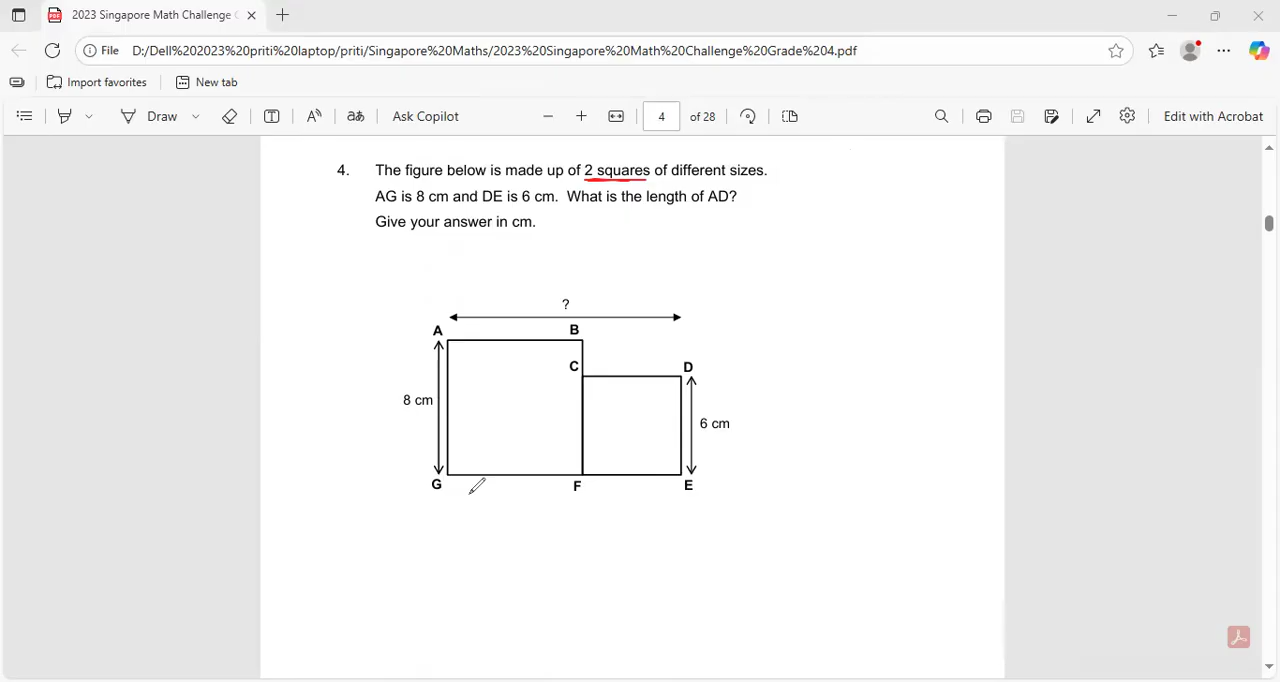 2023 Singapore Math Challenge
File D:/Dell%202023%20priti%20laptop/priti/Singapore%20Maths/2023%20Singapore%20Math%20Challenge%20Grade%204.pdf
Import favorites New tab
Draw Ask Copilot 4 of 28 Edit with Acrobat
4. The figure below is made up of 2 squares of different sizes.
AG is 8 cm and DE is 6 cm. What is the length of AD?
Give your answer in cm.
?
A B
C D
8 cm
6 cm
G F E